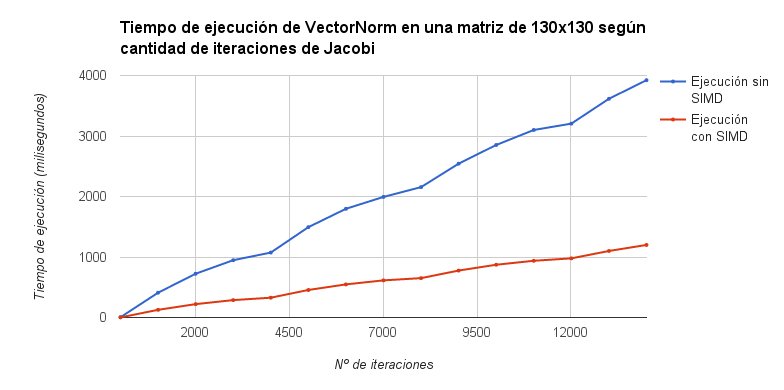 Tiempo de ejecución de VectorNorm en una matriz de 130x130 según
cantidad de iteraciones de Jacobi
4000
3000
2000
1000
0
Tiempo de ejecución (milisegundos)
2000 4500 7000 9500 12000
Nº de iteraciones
Ejecución sin
SIMD
Ejecución
con SIMD